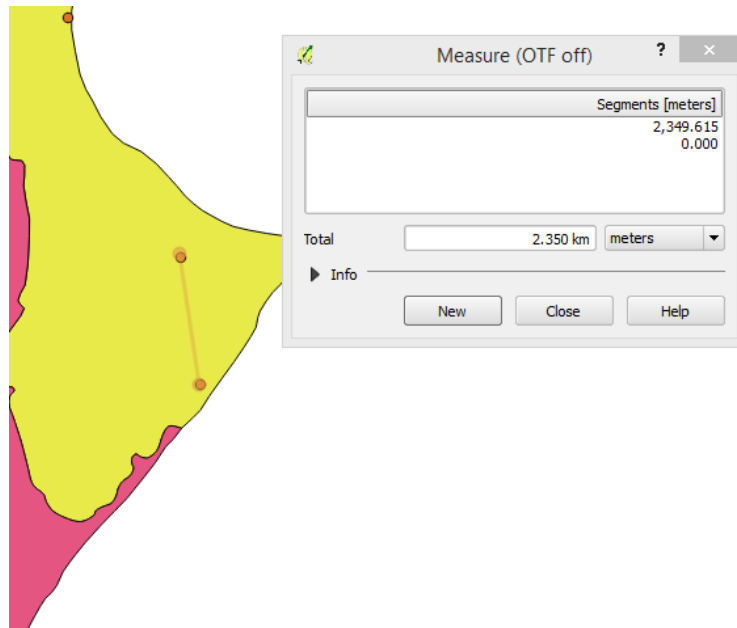 Measure (OTF off) ?
Segments [meters]
2,349.615
0.000
Total 2.350 km meters
Info
New Close Help